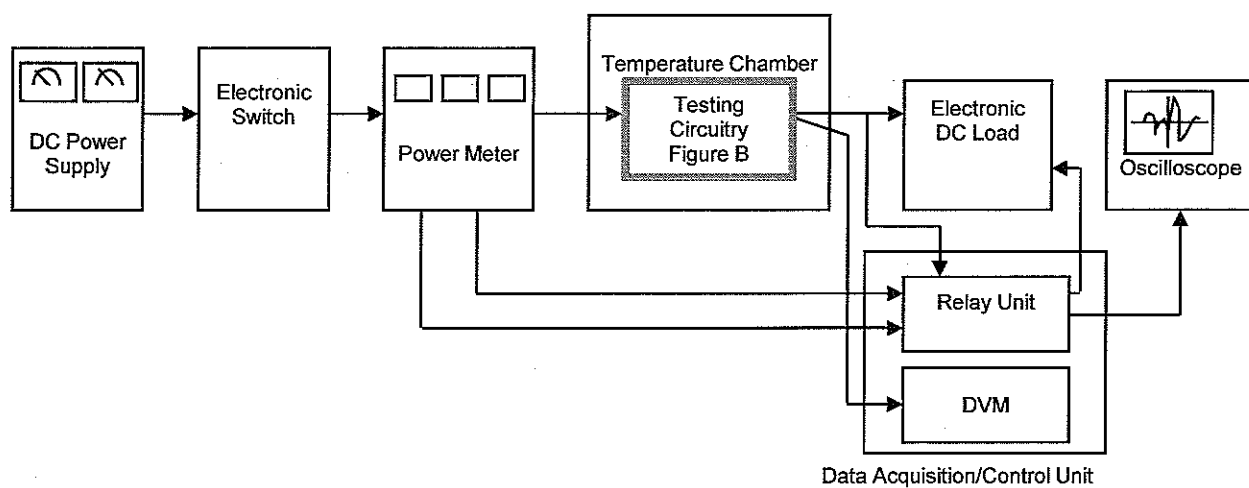 DC Power
Supply
Electronic
Switch
Power Meter
Temperature Chamber
Testing
Circuitry
Figure B
Electronic
DC Load
Oscilloscope
Relay Unit
DVM
Data Acquisition/Control Unit